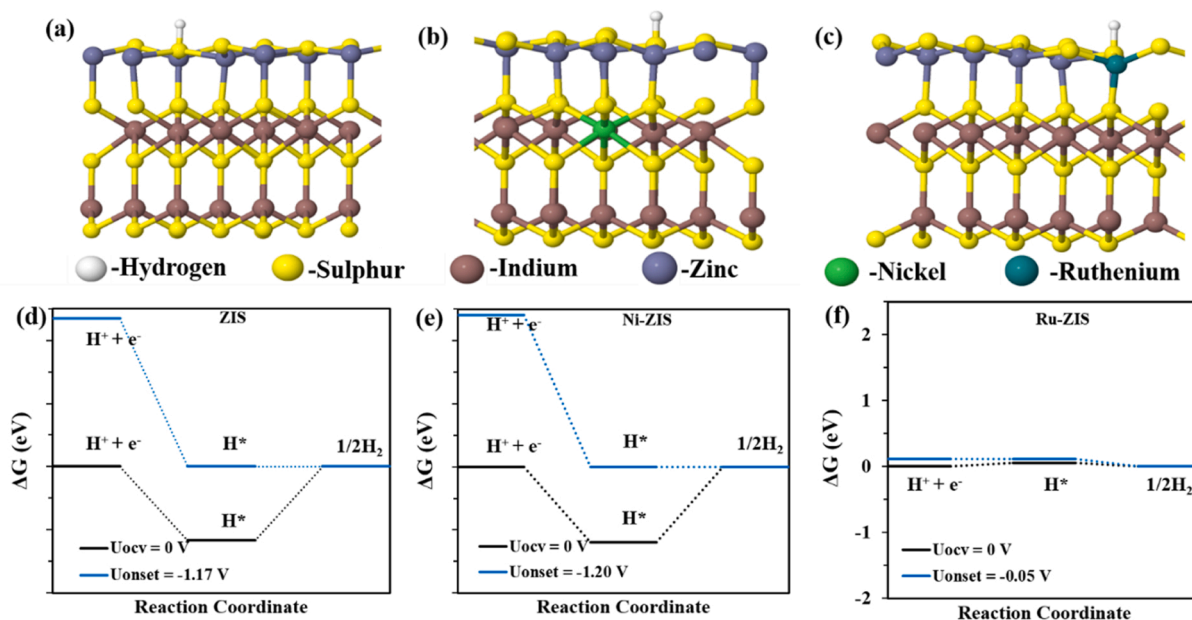 (a)
(b)
(c)
-Hydrogen
-Sulphur
-Indium
-Zinc
-Nickel
-Ruthenium
(d)
ZIS
H⁺ + e⁻
H⁺ + e⁻
H*
1/2H₂
H*
Uocv = 0 V
Uonset = -1.17 V
ΔG (eV)
Reaction Coordinate
(e)
Ni-ZIS
H⁺ + e⁻
H⁺ + e⁻
H*
1/2H₂
H*
Uocv = 0 V
Uonset = -1.20 V
ΔG (eV)
Reaction Coordinate
(f)
Ru-ZIS
2
1
0
-1
-2
H⁺ + e⁻
H*
1/2H₂
Uocv = 0 V
Uonset = -0.05 V
ΔG (eV)
Reaction Coordinate